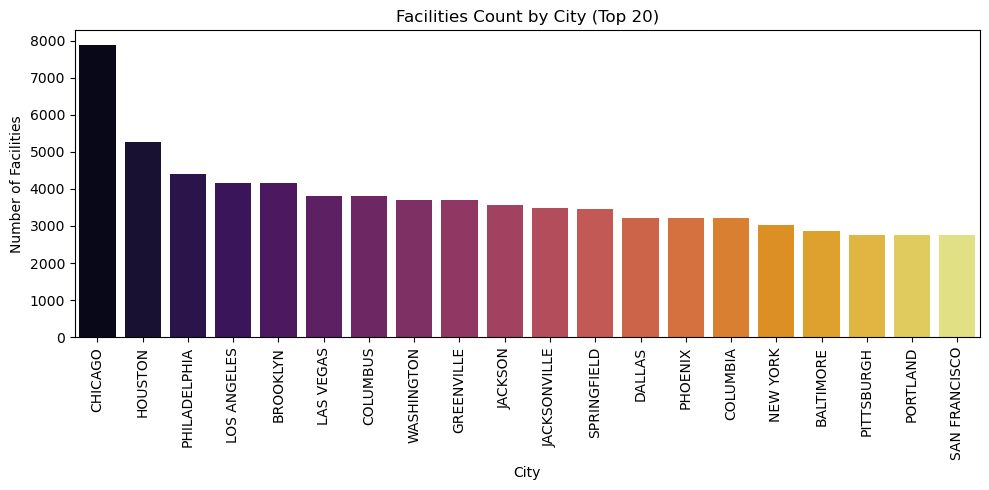 Facilities Count by City (Top 20)
Number of Facilities
8000
7000
6000
5000
4000
3000
2000
1000
0
CHICAGO
HOUSTON
PHILADELPHIA
LOS ANGELES
BROOKLYN
LAS VEGAS
COLUMBUS
WASHINGTON
GREENVILLE
JACKSON
JACKSONVILLE
SPRINGFIELD
DALLAS
PHOENIX
COLUMBIA
NEW YORK
BALTIMORE
PITTSBURGH
PORTLAND
SAN FRANCISCO
City